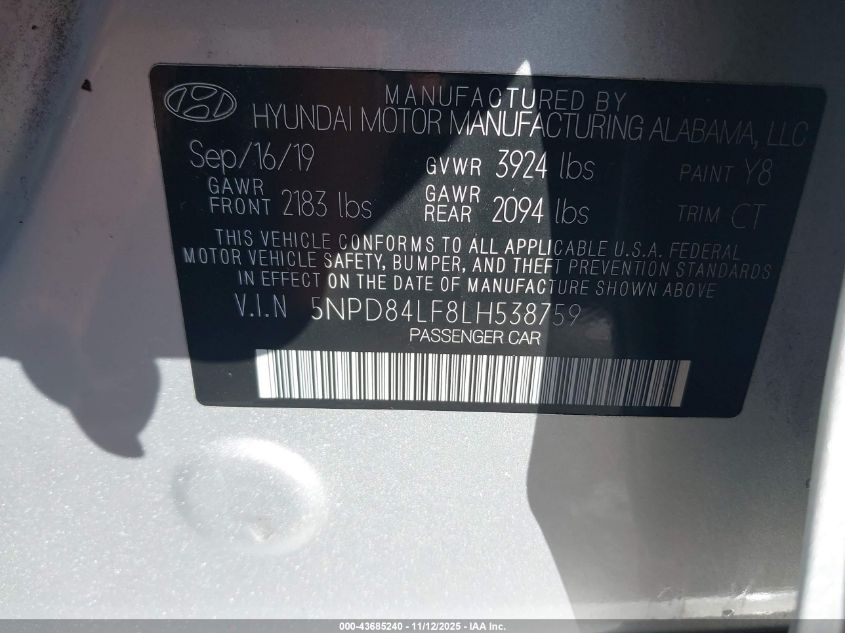 MANUFACTURED BY
HYUNDAI MOTOR MANUFACTURING ALABAMA, LLC
Sep/16/19 GVWR 3924 lbs PAINT Y8
GAWR FRONT 2183 lbs GAWR REAR 2094 lbs TRIM CT
THIS VEHICLE CONFORMS TO ALL APPLICABLE U.S.A. FEDERAL
MOTOR VEHICLE SAFETY, BUMPER, AND THEFT PREVENTION STANDARDS
IN EFFECT ON THE DATE OF MANUFACTURE SHOWN ABOVE
V.I.N 5NPD84LF8LH538759
PASSENGER CAR
000-43685240 - 11/12/2025 - IAA Inc.